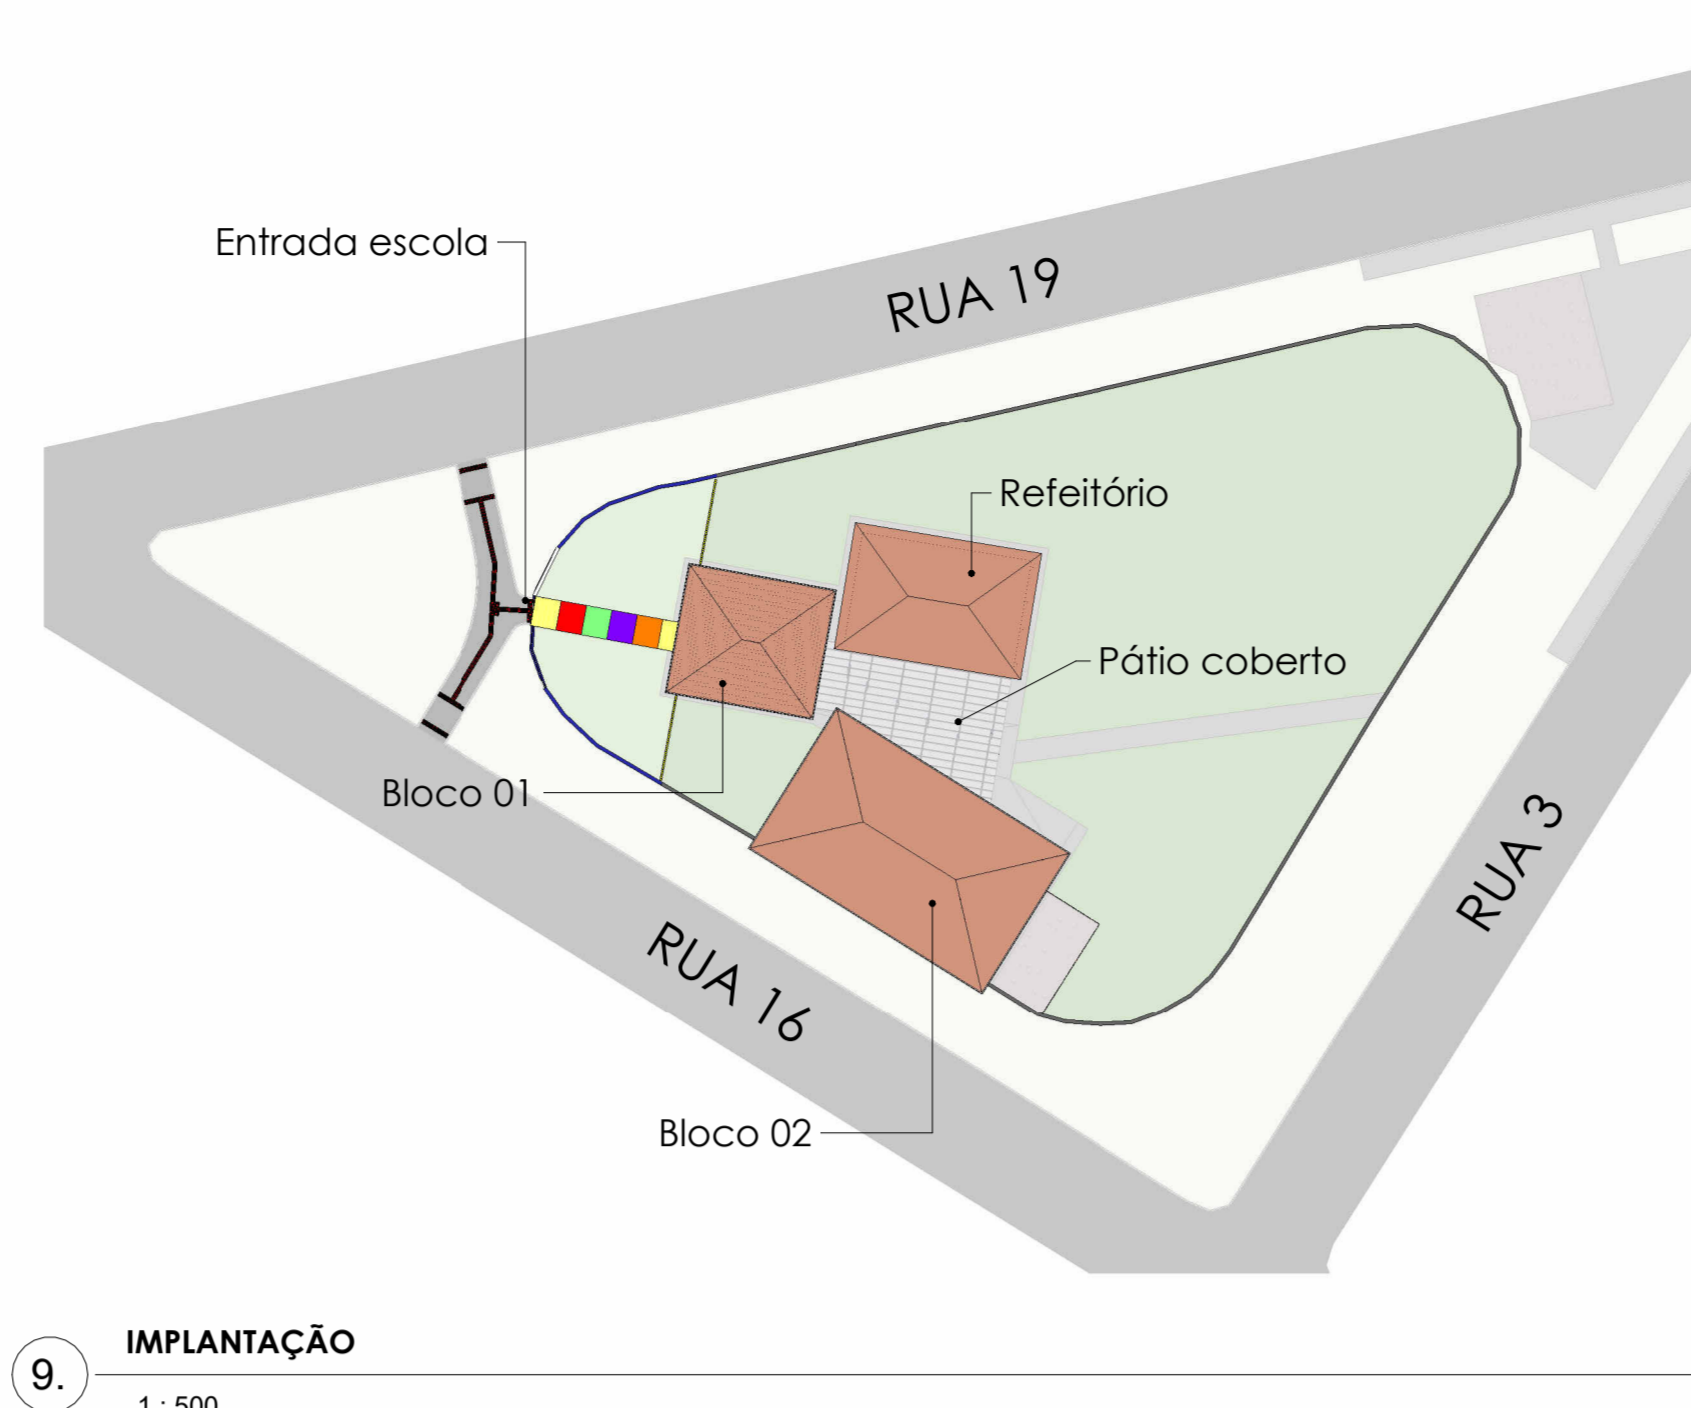 Entrada escola
RUA 19
Refeitório
Pátio coberto
Bloco 01
RUA 3
RUA 16
Bloco 02
IMPLANTAÇÃO
9.
1 : 500